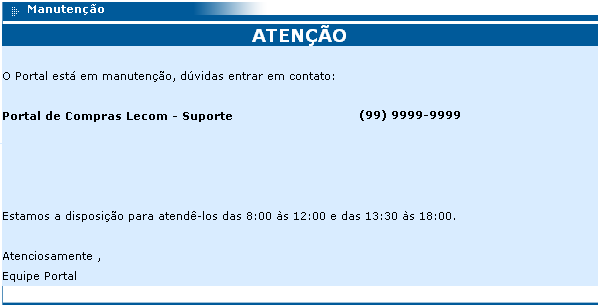 Manutenção
ATENÇÃO
O Portal está em manutenção, dúvidas entrar em contato:
Portal de Compras Lecom - Suporte (99) 9999-9999
Estamos a disposição para atendê-los das 8:00 às 12:00 e das 13:30 às 18:00.
Atenciosamente ,
Equipe Portal